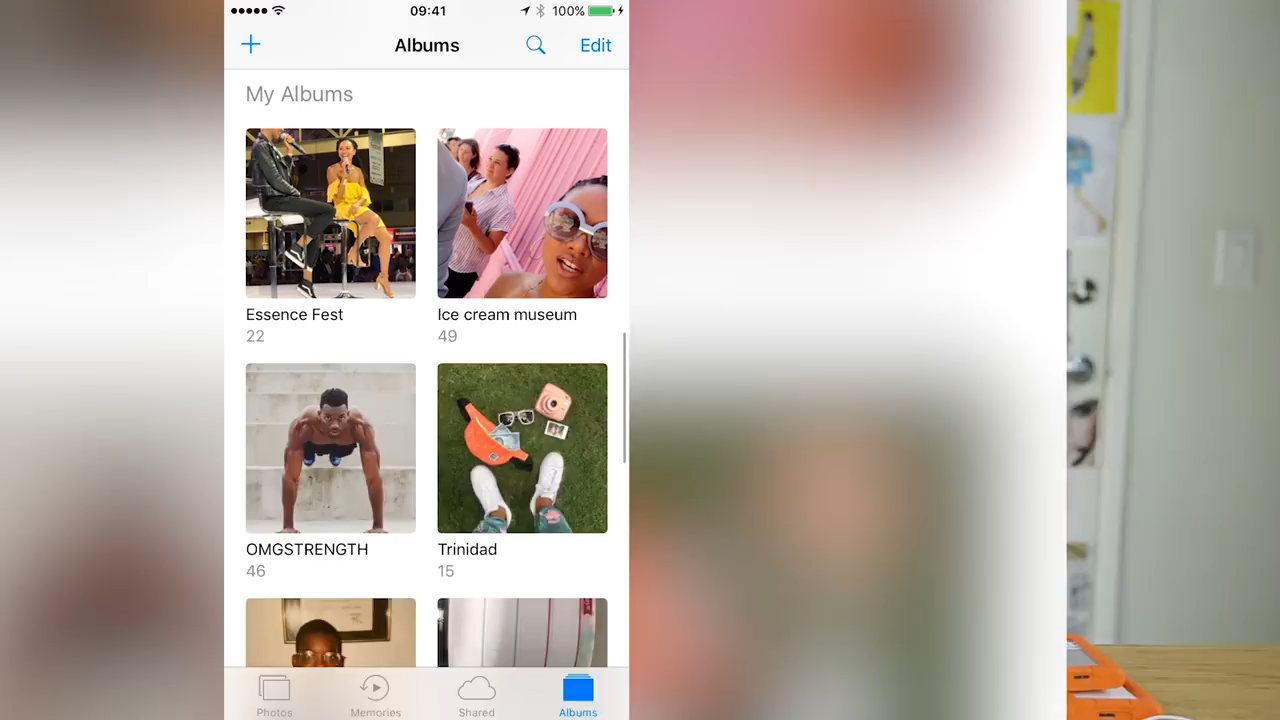 09:41
100%
Albums
Edit
My Albums
Essence Fest
Ice cream museum
22
49
OMGSTRENGTH
Trinidad
46
15
Photos
Memories
Shared
Albums